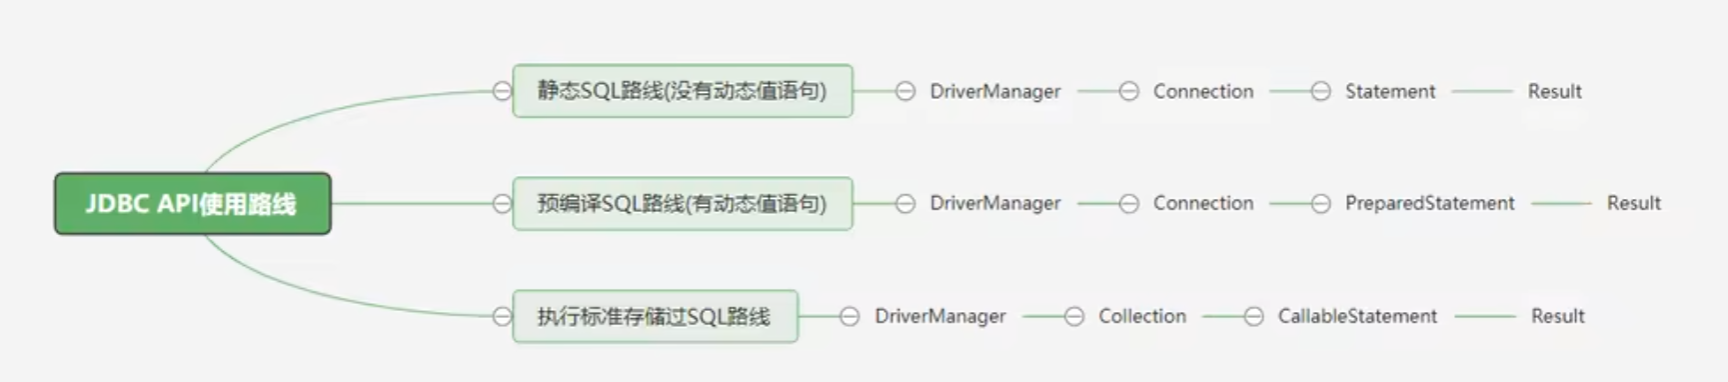 静态SQL路线(没有动态值语句) DriverManager Connection Statement Result
JDBC API使用路线 预编译SQL路线(有动态值语句) DriverManager Connection PreparedStatement Result
执行标准存储过SQL路线 DriverManager Collection CallableStatement Result